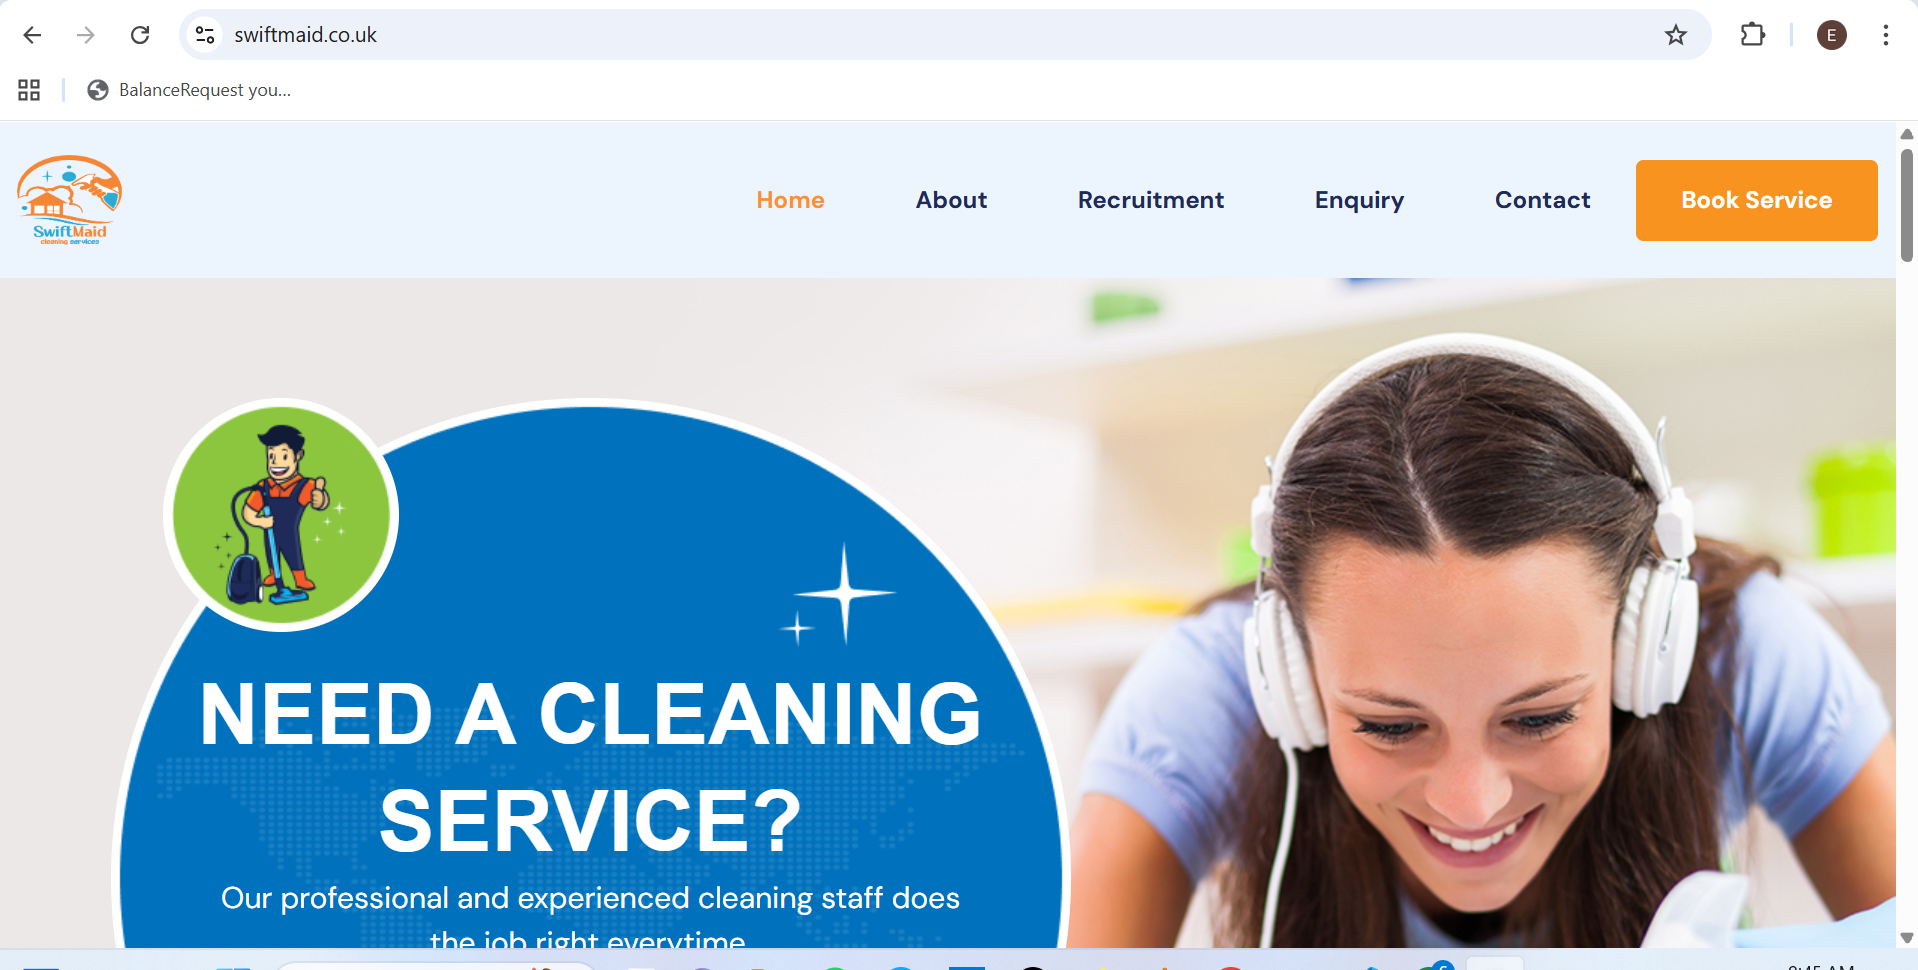 swiftmaid.co.uk
E
BalanceRequest you...
SwiftMaid
cleaning services
Home
About
Recruitment
Enquiry
Contact
Book Service
NEED A CLEANING
SERVICE?
Our professional and experienced cleaning staff does
the job right everytime